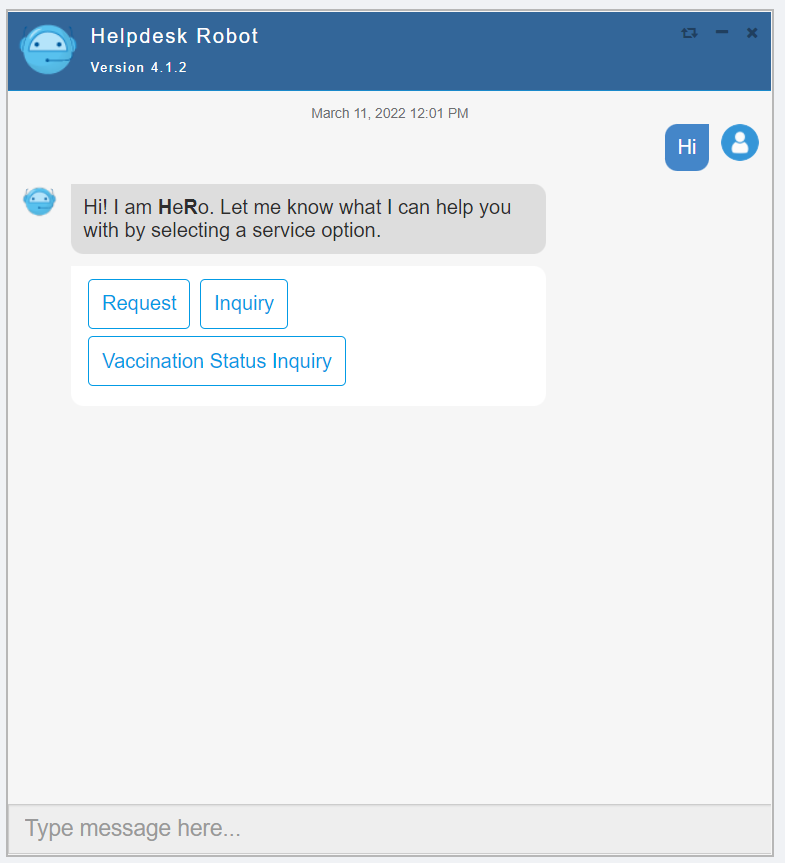 Helpdesk Robot
Version 4.1.2
March 11, 2022 12:01 PM
Hi
Hi! I am HeRo. Let me know what I can help you
with by selecting a service option.
Request Inquiry
Vaccination Status Inquiry
Type message here...